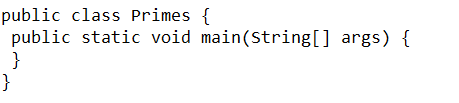 public class Primes {
 public static void main(String[] args) {
 }
}